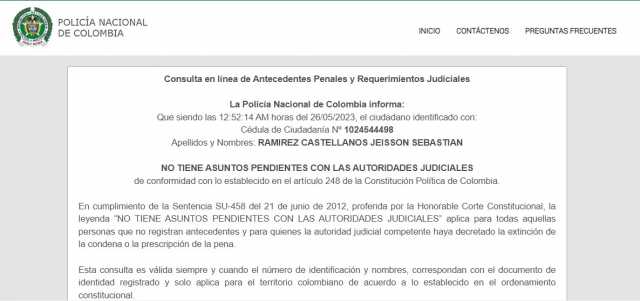 POLICÍA NACIONAL
DE COLOMBIA
INICIO CONTÁCTENOS PREGUNTAS FRECUENTES
Consulta en línea de Antecedentes Penales y Requerimientos Judiciales
La Policía Nacional de Colombia informa:
Que siendo las 12:52:14 AM horas del 26/05/2023, el ciudadano identificado con:
Cédula de Ciudadanía Nº 1024544498
Apellidos y Nombres: RAMIREZ CASTELLANOS JEISSON SEBASTIAN
NO TIENE ASUNTOS PENDIENTES CON LAS AUTORIDADES JUDICIALES
de conformidad con lo establecido en el artículo 248 de la Constitución Política de Colombia.
En cumplimiento de la Sentencia SU-458 del 21 de junio de 2012, proferida por la Honorable Corte Constitucional, la
leyenda "NO TIENE ASUNTOS PENDIENTES CON LAS AUTORIDADES JUDICIALES" aplica para todas aquellas
personas que no registran antecedentes y para quienes la autoridad judicial competente haya decretado la extinción de
la condena o la prescripción de la pena.
Esta consulta es válida siempre y cuando el número de identificación y nombres, correspondan con el documento de
identidad registrado y solo aplica para el territorio colombiano de acuerdo a lo establecido en el ordenamiento
constitucional.